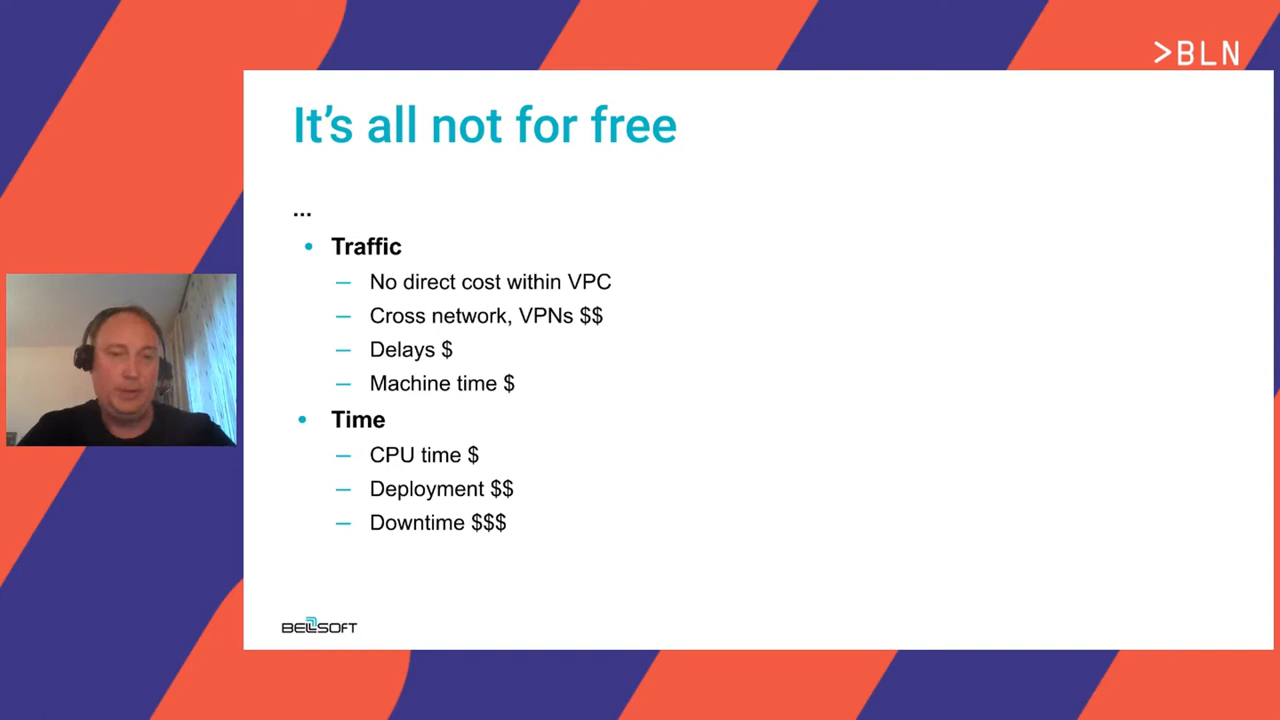 >BLN
It's all not for free
...
• Traffic
— No direct cost within VPC
— Cross network, VPNs $$
— Delays $
— Machine time $
• Time
— CPU time $
— Deployment $$
— Downtime $$$
BELLSOFT